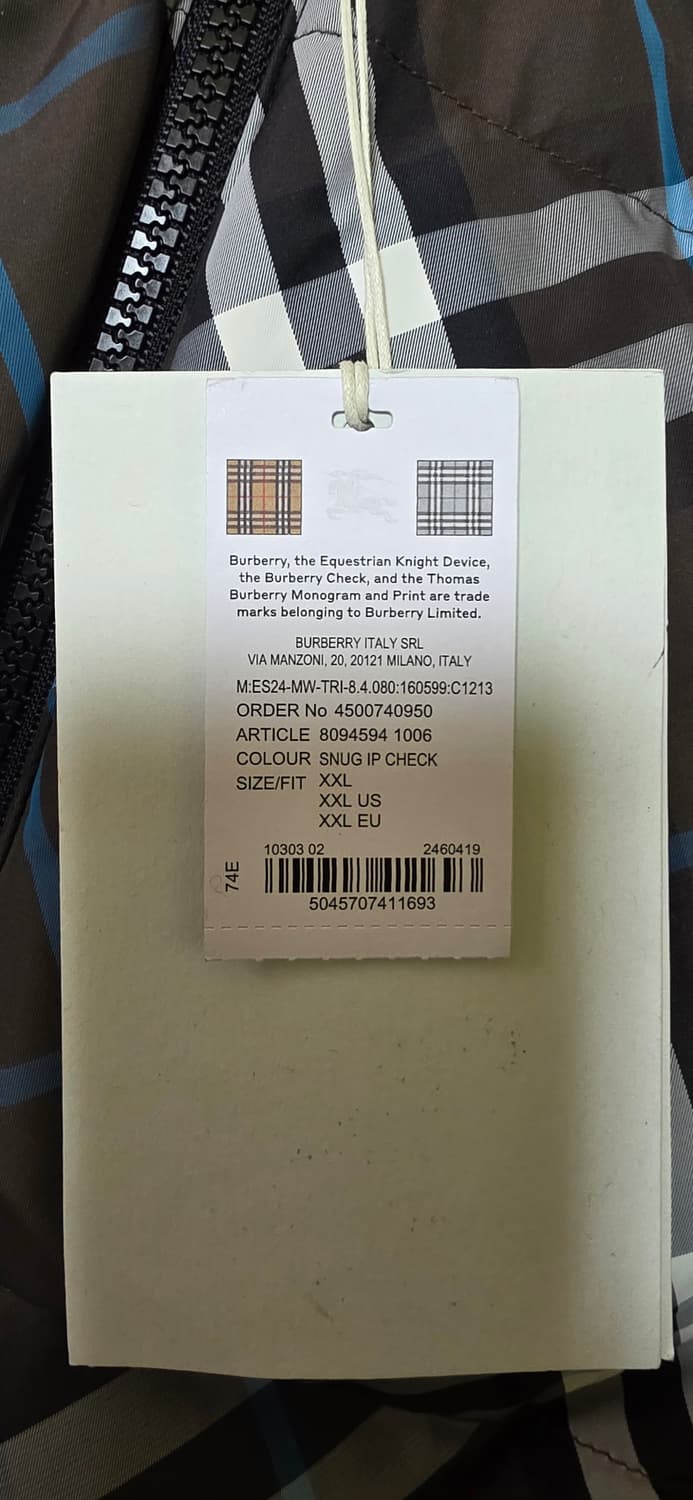 Burberry, the Equestrian Knight Device,
the Burberry Check, and the Thomas
Burberry Monogram and Print are trade
marks belonging to Burberry Limited.
BURBERRY ITALY SRL
VIA MANZONI, 20, 20121 MILANO, ITALY
M:ES24-MW-TRI-8.4.080:160599:C1213
ORDER No 4500740950
ARTICLE 8094594 1006
COLOUR SNUG IP CHECK
SIZE/FIT XXL
XXL US
XXL EU
10303 02 2460419
74E
5045707411693